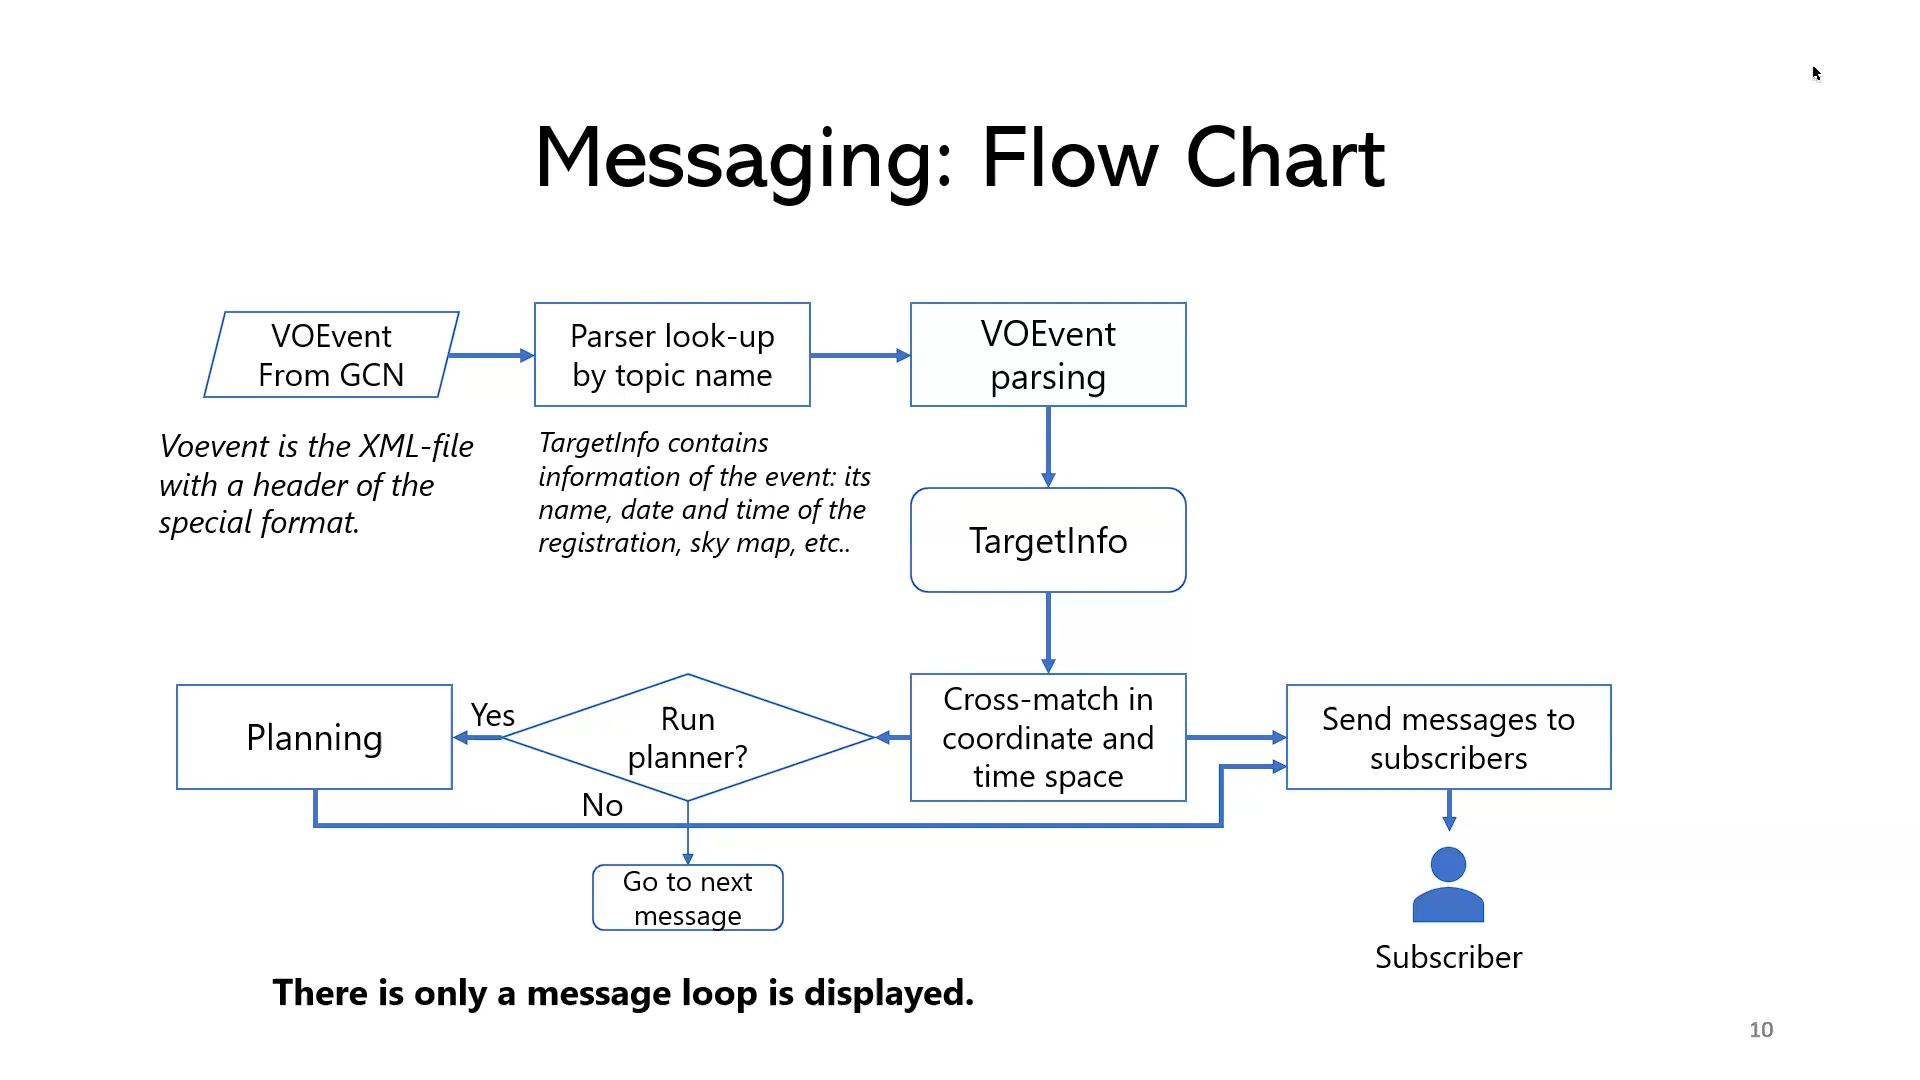 Messaging: Flow Chart
VOEvent
From GCN
Parser look-up
by topic name
VOEvent
parsing
Voevent is the XML-file
with a header of the
special format.
TargetInfo contains
information of the event: its
name, date and time of the
registration, sky map, etc..
TargetInfo
Planning
Yes
Run
planner?
No
Cross-match in
coordinate and
time space
Send messages to
subscribers
Go to next
message
Subscriber
There is only a message loop is displayed.
10